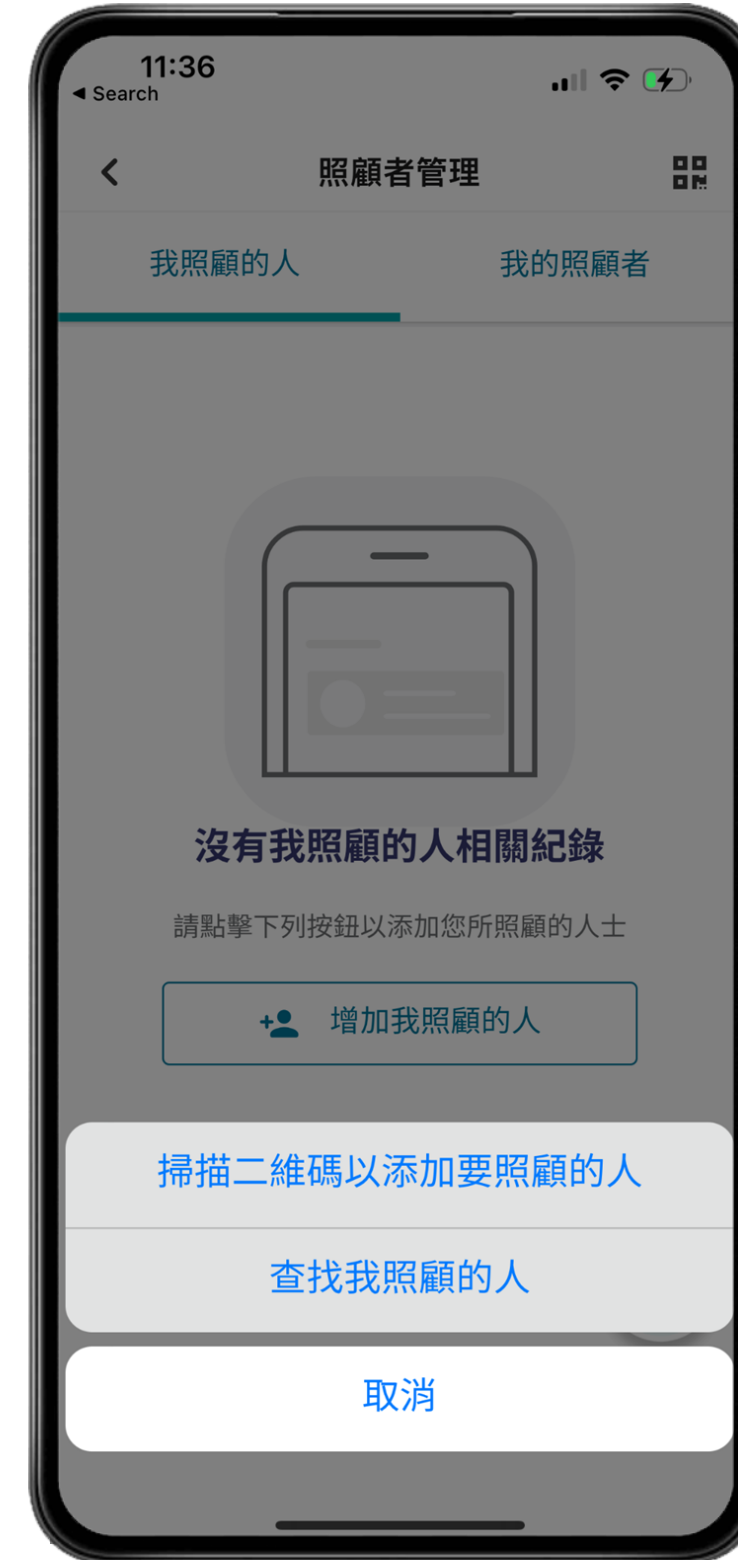 11:36
◀ Search
照顧者管理
我照顧的人
我的照顧者
沒有我照顧的人相關紀錄
請點擊下列按鈕以添加您所照顧的人士
增加我照顧的人
掃描二維碼以添加要照顧的人
查找我照顧的人
取消